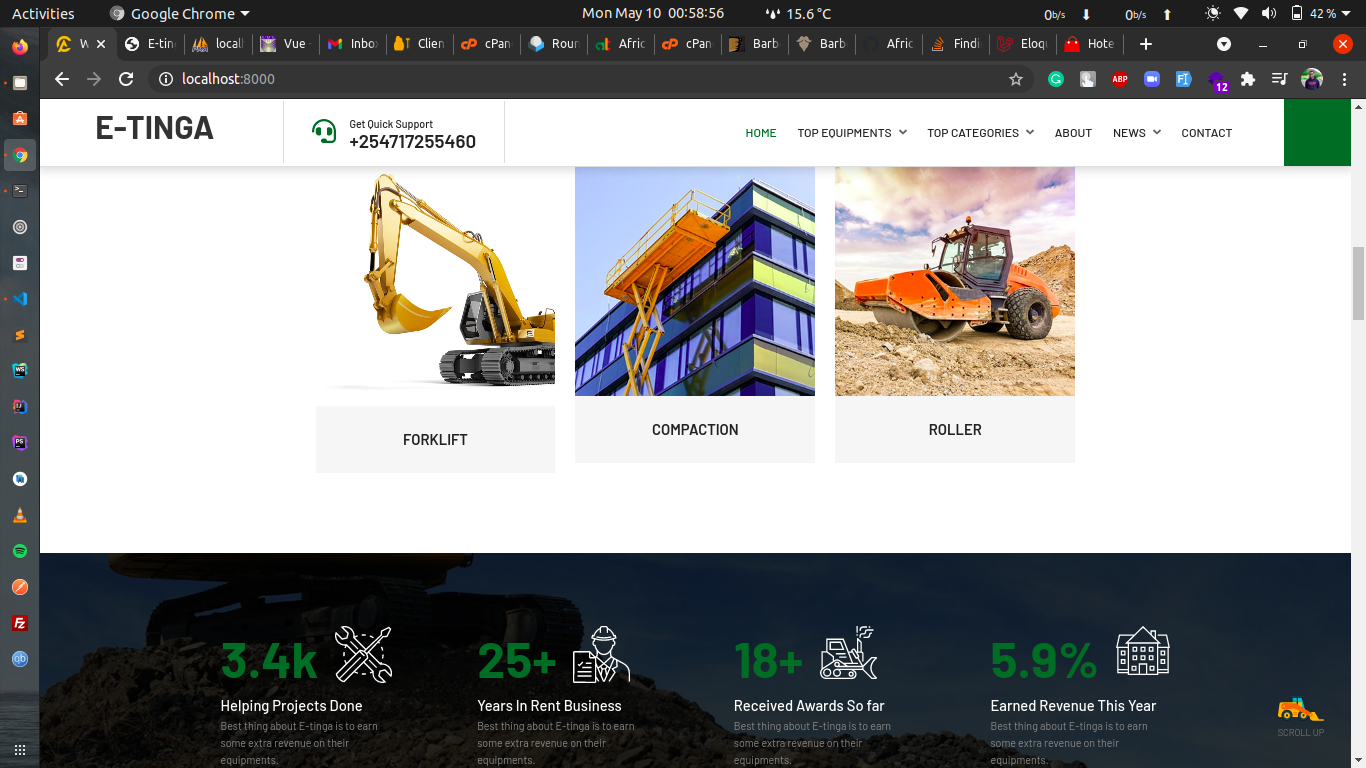 Activities Google Chrome Mon May 10 00:58:56 15.6 °C 0b/s 0b/s 42 %
W E-tin locall Vue Inbox Clien cPan Roun Afric cPan Barb Barb Afric Findi Eloqu Hote
localhost:8000
ABP
12
E-TINGA
Get Quick Support
+254717255460
HOME TOP EQUIPMENTS TOP CATEGORIES ABOUT NEWS CONTACT
FORKLIFT
COMPACTION
ROLLER
3.4k
Helping Projects Done
Best thing about E-tinga is to earn
some extra revenue on their
equipments.
25+
Years In Rent Business
Best thing about E-tinga is to earn
some extra revenue on their
equipments.
18+
Received Awards So far
Best thing about E-tinga is to earn
some extra revenue on their
equipments.
5.9%
Earned Revenue This Year
Best thing about E-tinga is to earn
some extra revenue on their
equipments.
SCROLL UP